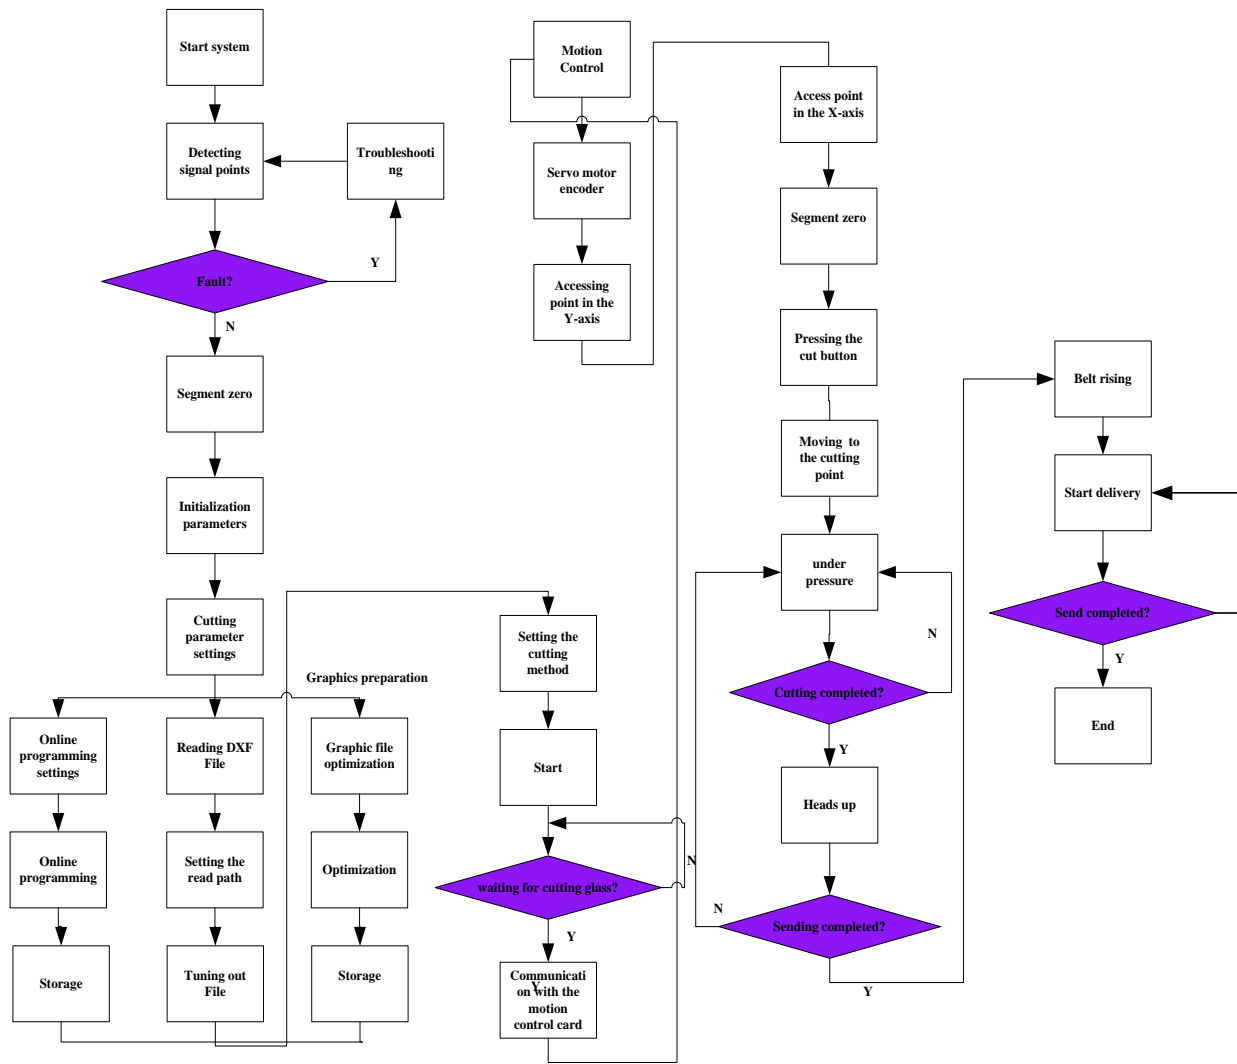 Start system
Detecting
signal points
Troubleshooti
ng
Fault?
Y
N
Segment zero
Initialization
parameters
Cutting
parameter
settings
Graphics preparation
Online
programming
settings
Reading DXF
File
Graphic file
optimization
Online
programming
Setting the
read path
Optimization
Storage
Tuning out
File
Storage
Setting the
cutting
method
Start
waiting for cutting glass?
N
Y
Communicati
on with the
motion
control card
Y
Motion
Control
Servo motor
encoder
Accessing
point in the
Y-axis
Access point
in the X-axis
Segment zero
Pressing the
cut button
Moving to
the cutting
point
under
pressure
N
Cutting completed?
Y
Heads up
N
Sending completed?
Y
Belt rising
Start delivery
Send completed?
Y
End